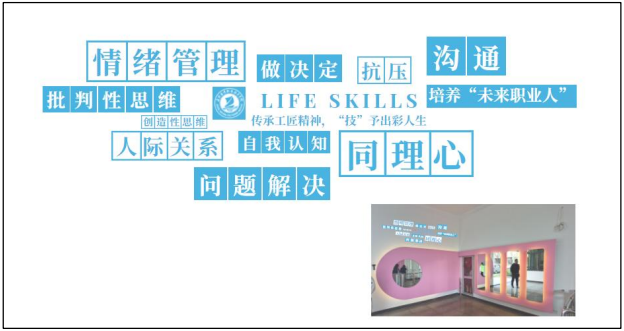 情绪管理
做决定
抗压
沟通
批判性思维
LIFE SKILLS
培养“未来职业人”
创造性思维
传承工匠精神，“技”予出彩人生
人际关系
自我认知
同理心
问题解决